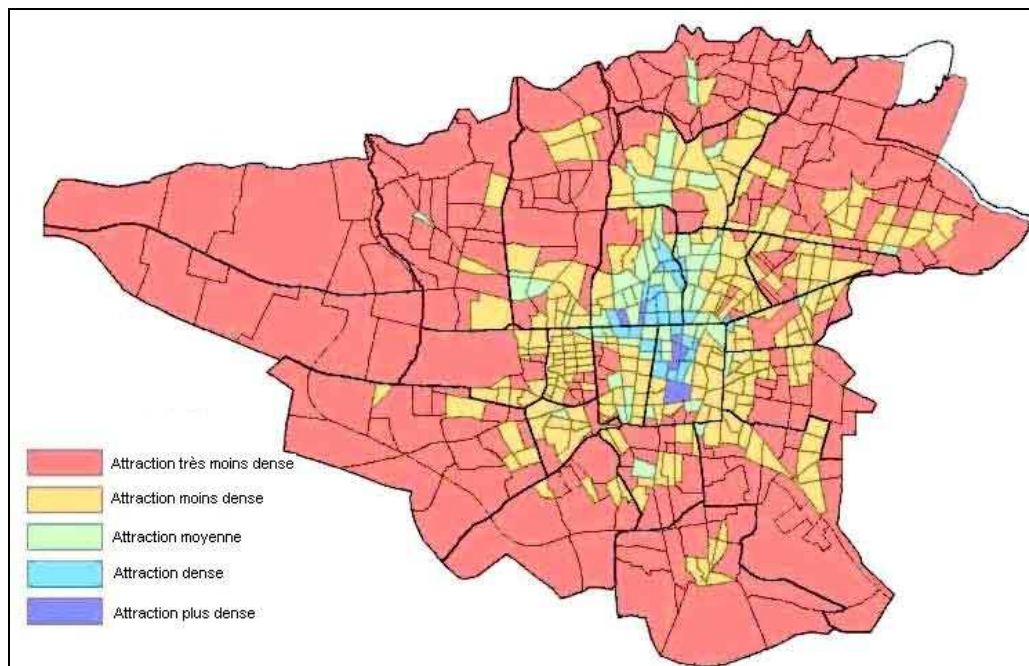 Attraction très moins dense
Attraction moins dense
Attraction moyenne
Attraction dense
Attraction plus dense